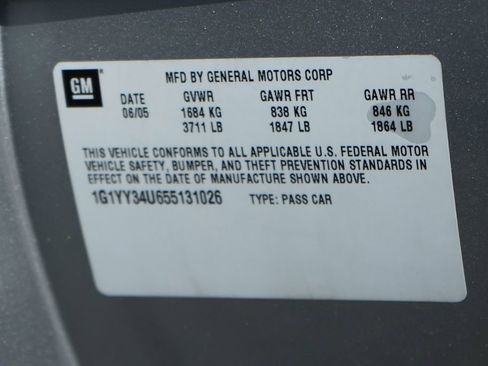 GM® MFD BY GENERAL MOTORS CORP
DATE GVWR GAWR FRT GAWR RR
06/05 1684 KG 838 KG 846 KG
3711 LB 1847 LB 1864 LB
THIS VEHICLE CONFORMS TO ALL APPLICABLE U.S. FEDERAL MOTOR
VEHICLE SAFETY, BUMPER, AND THEFT PREVENTION STANDARDS IN
EFFECT ON THE DATE OF MANUFACTURE SHOWN ABOVE.
1G1YY34U655131026 TYPE: PASS CAR